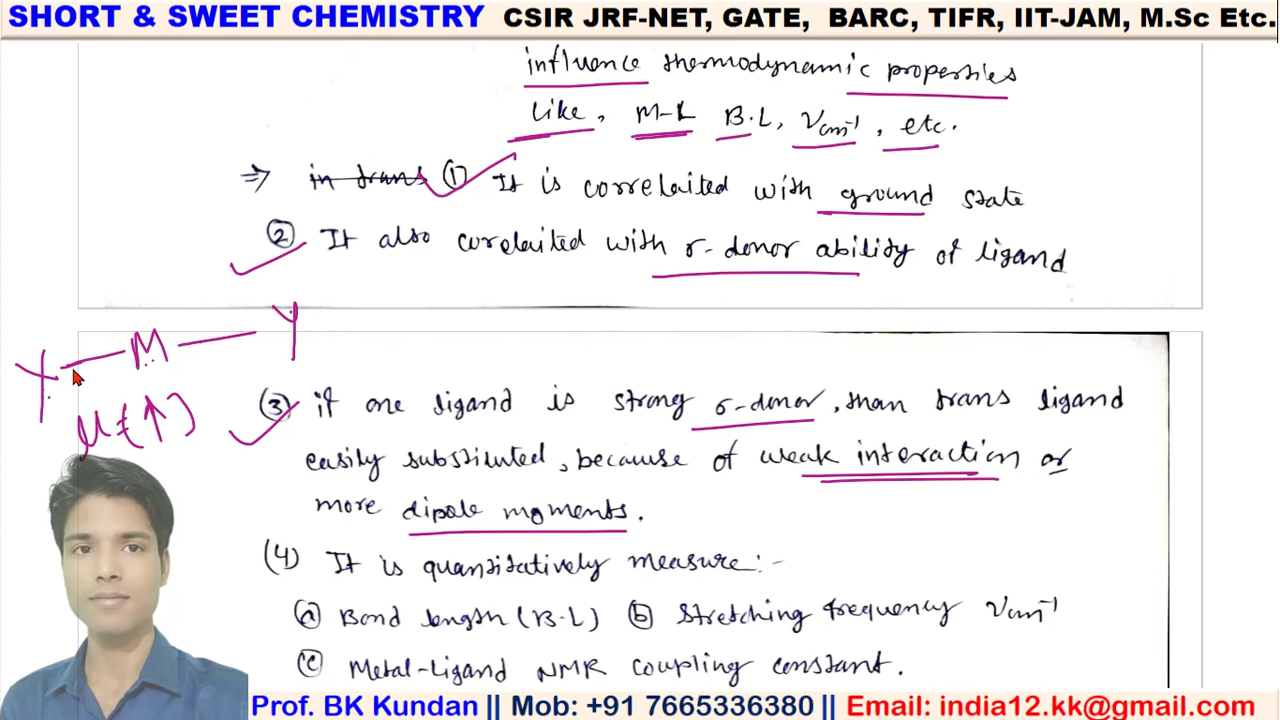 SHORT & SWEET CHEMISTRY CSIR JRF-NET, GATE, BARC, TIFR, IIT-JAM, M.Sc Etc.
influence thermodynamic properties
like, M-L B.L, νcm⁻¹, etc.
⇒ in trans ① It is correlaited with ground state
② It also corelaited with σ-donor ability of ligand
X — M — Y
μ(↑)
(3) if one ligand is strong σ-donor, than trans ligand
easily substituted, because of weak interaction or
more dipole moments.
(4) It is quantitatively measure:-
ⓐ Bond length (B.L) ⓑ Stretching frequency νcm⁻¹
ⓒ Metal-Ligand NMR coupling constant.
Prof. BK Kundan || Mob: +91 7665336380 || Email: india12.kk@gmail.com